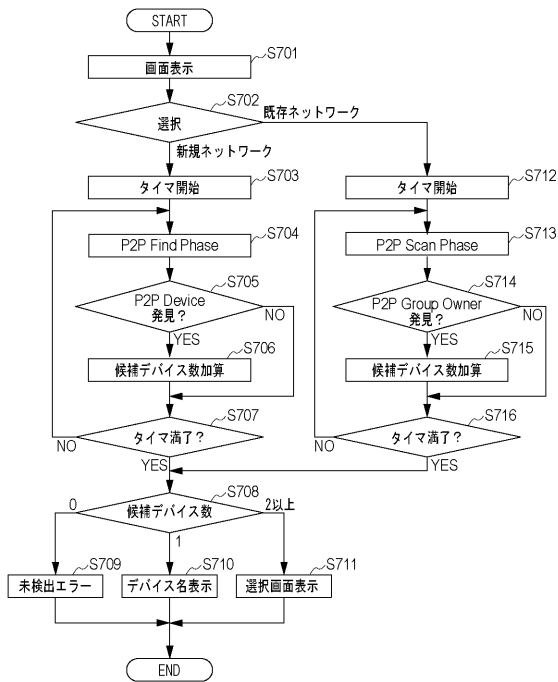 START
S701
画面表示
S702
選択
既存ネットワーク
新規ネットワーク
S703
タイマ開始
S712
タイマ開始
S704
P2P Find Phase
S713
P2P Scan Phase
S705
P2P Device
発見？
NO
YES
S714
P2P Group Owner
発見？
NO
YES
S706
候補デバイス数加算
S715
候補デバイス数加算
S707
タイマ満了？
NO
YES
S716
タイマ満了？
NO
YES
S708
候補デバイス数
0
1
2以上
S709
未検出エラー
S710
デバイス名表示
S711
選択画面表示
END